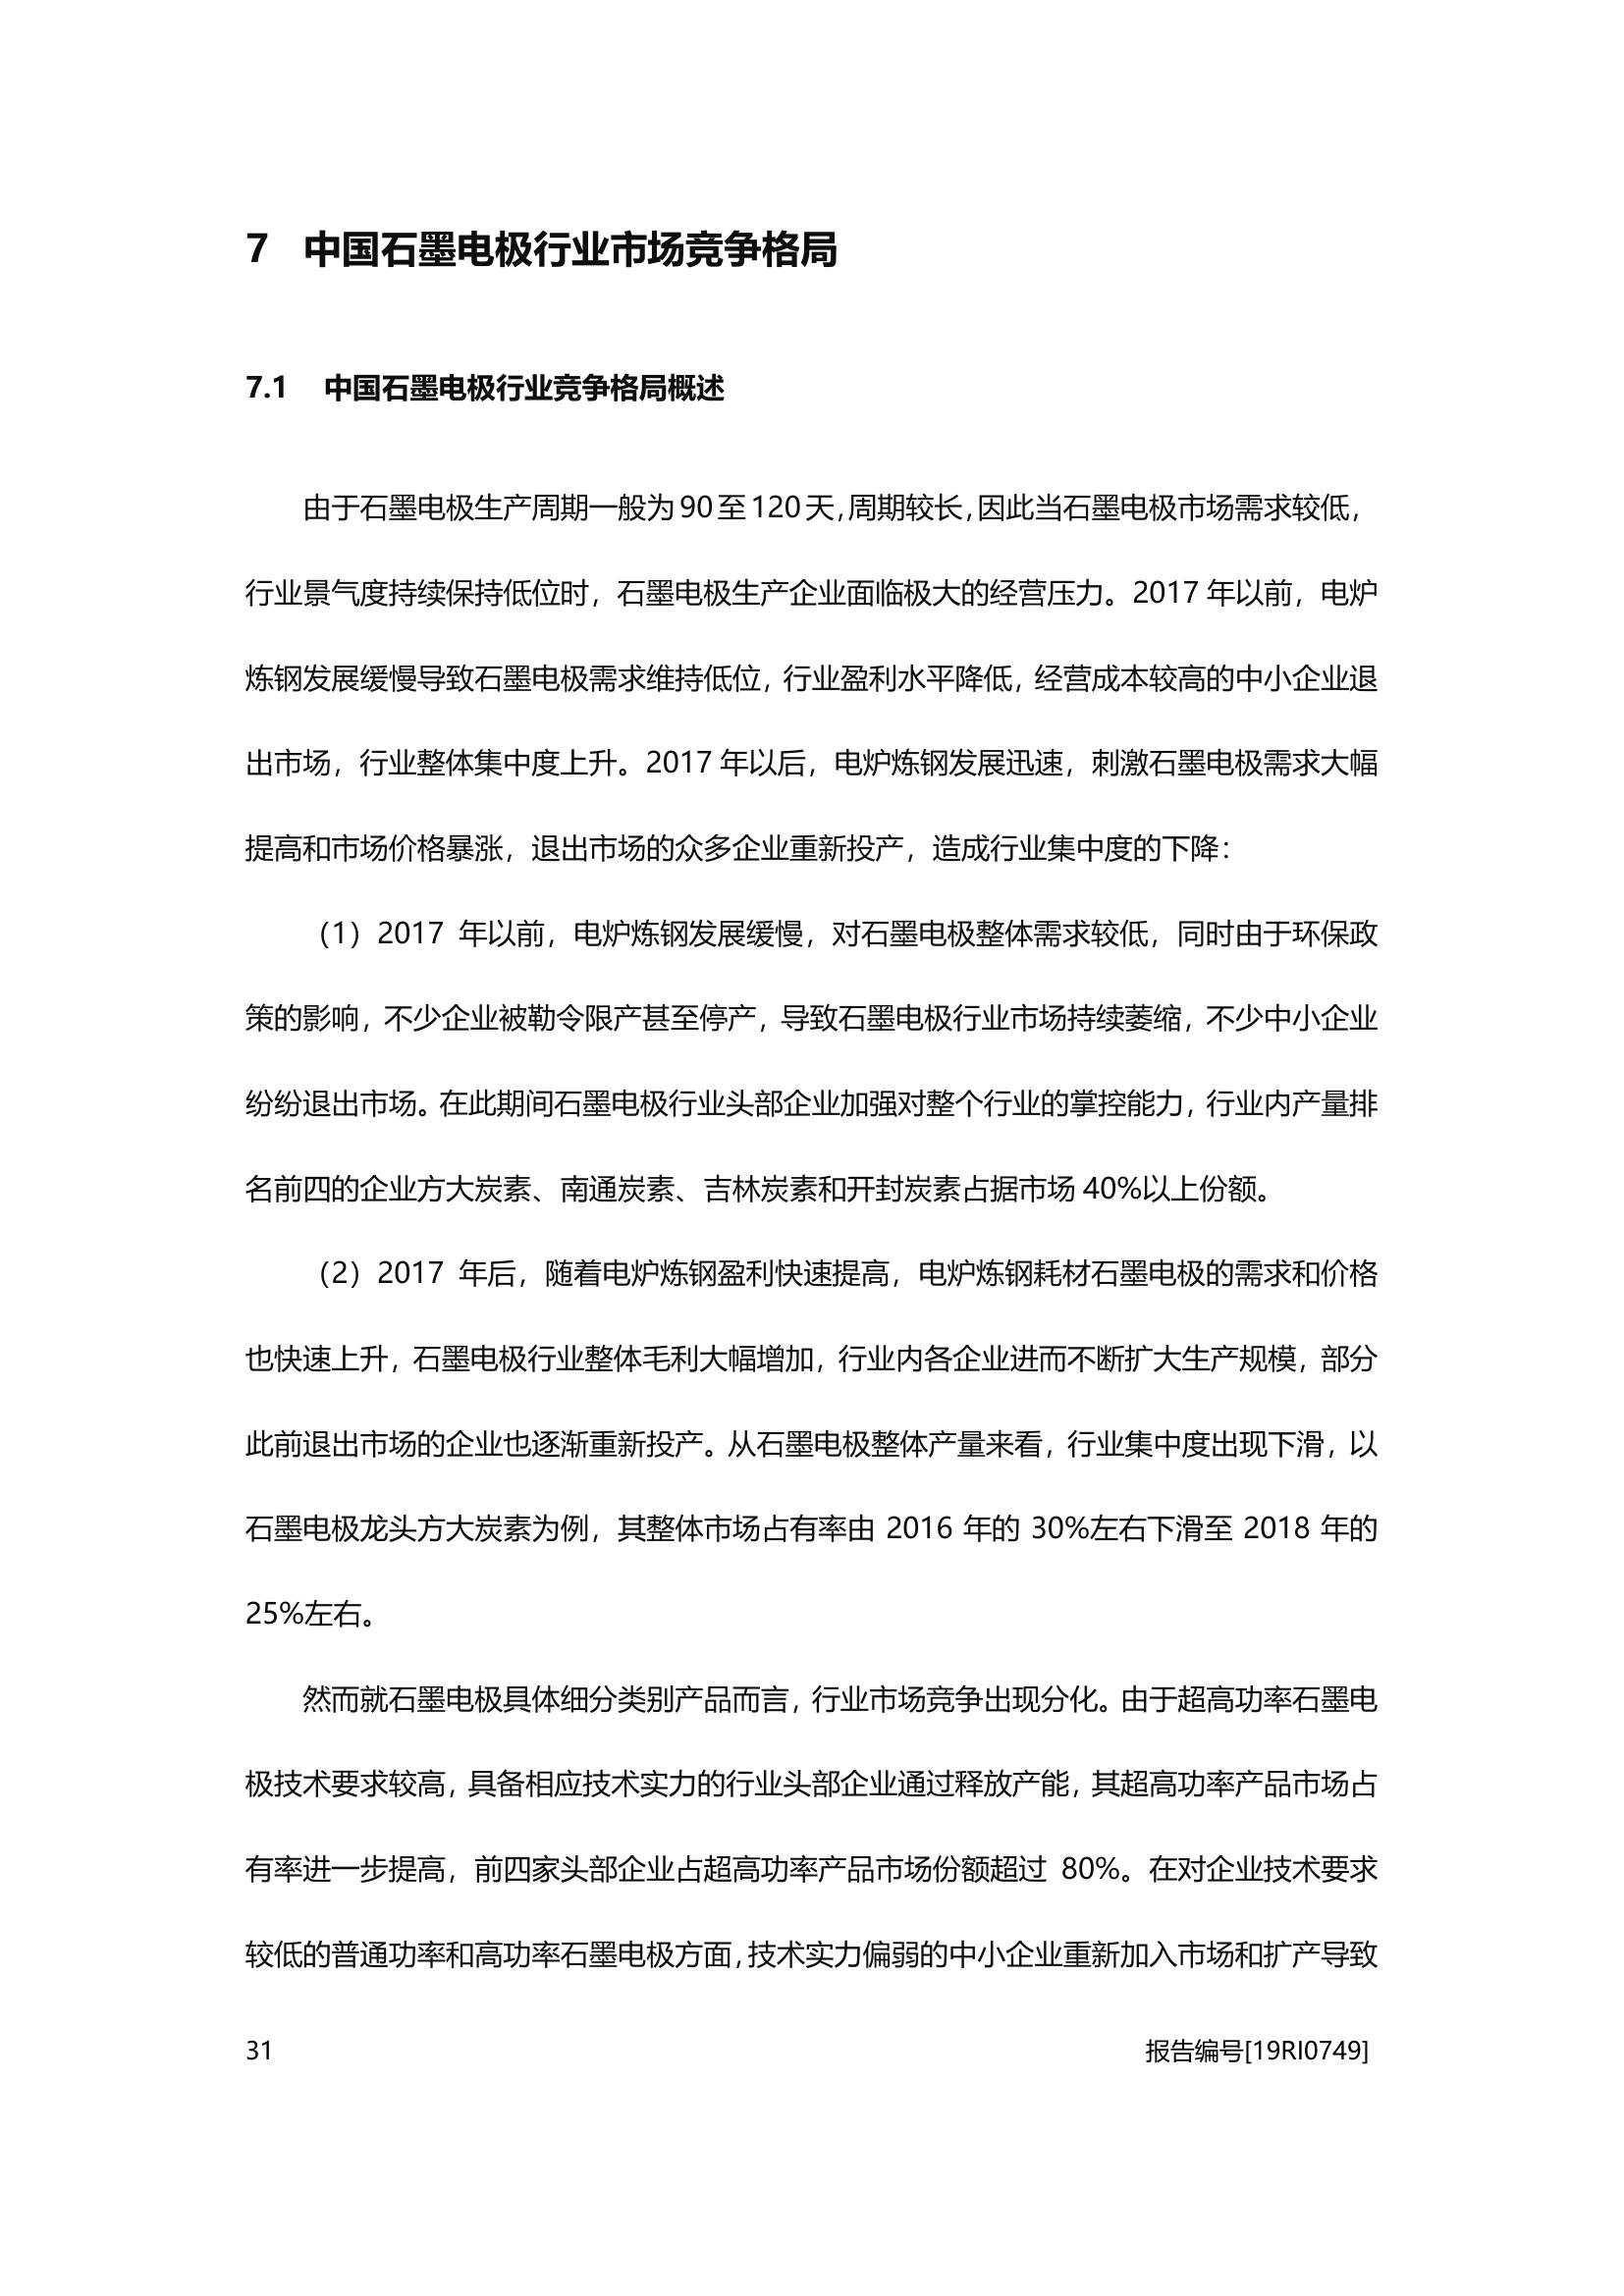 7 中国石墨电极行业市场竞争格局
7.1 中国石墨电极行业竞争格局概述
由于石墨电极生产周期一般为 90 至 120 天，周期较长，因此当石墨电极市场需求较低，
行业景气度持续保持低位时，石墨电极生产企业面临极大的经营压力。2017 年以前，电炉
炼钢发展缓慢导致石墨电极需求维持低位，行业盈利水平降低，经营成本较高的中小企业退
出市场，行业整体集中度上升。2017 年以后，电炉炼钢发展迅速，刺激石墨电极需求大幅
提高和市场价格暴涨，退出市场的众多企业重新投产，造成行业集中度的下降：
（1）2017 年以前，电炉炼钢发展缓慢，对石墨电极整体需求较低，同时由于环保政
策的影响，不少企业被勒令限产甚至停产，导致石墨电极行业市场持续萎缩，不少中小企业
纷纷退出市场。在此期间石墨电极行业头部企业加强对整个行业的掌控能力，行业内产量排
名前四的企业方大炭素、南通炭素、吉林炭素和开封炭素占据市场 40%以上份额。
（2）2017 年后，随着电炉炼钢盈利快速提高，电炉炼钢耗材石墨电极的需求和价格
也快速上升，石墨电极行业整体毛利大幅增加，行业内各企业进而不断扩大生产规模，部分
此前退出市场的企业也逐渐重新投产。从石墨电极整体产量来看，行业集中度出现下滑，以
石墨电极龙头方大炭素为例，其整体市场占有率由 2016 年的 30%左右下滑至 2018 年的
25%左右。
然而就石墨电极具体细分类别产品而言，行业市场竞争出现分化。由于超高功率石墨电
极技术要求较高，具备相应技术实力的行业头部企业通过释放产能，其超高功率产品市场占
有率进一步提高，前四家头部企业占超高功率产品市场份额超过 80%。在对企业技术要求
较低的普通功率和高功率石墨电极方面，技术实力偏弱的中小企业重新加入市场和扩产导致
31 报告编号[19RI0749]